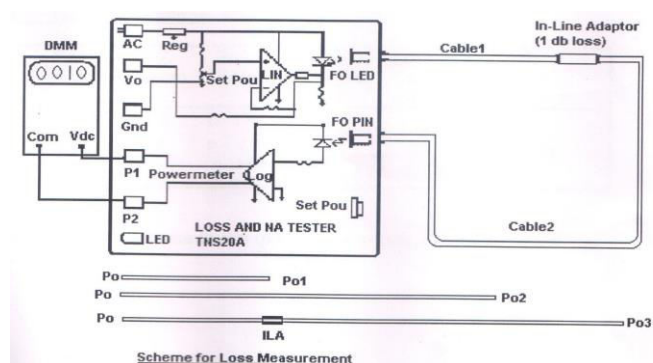 In-Line Adaptor
(1 db loss)
DMM
AC
Reg
Cable1
0010
Vo
Set Pou
LIN
FO LED
Gnd
FO PIN
Com Vdc
P1
Powermeter
Log
P2
Set Pou
LED
LOSS AND NA TESTER
TNS20A
Cable2
Po
Po1
Po
Po2
Po
Po3
ILA
Scheme for Loss Measurement